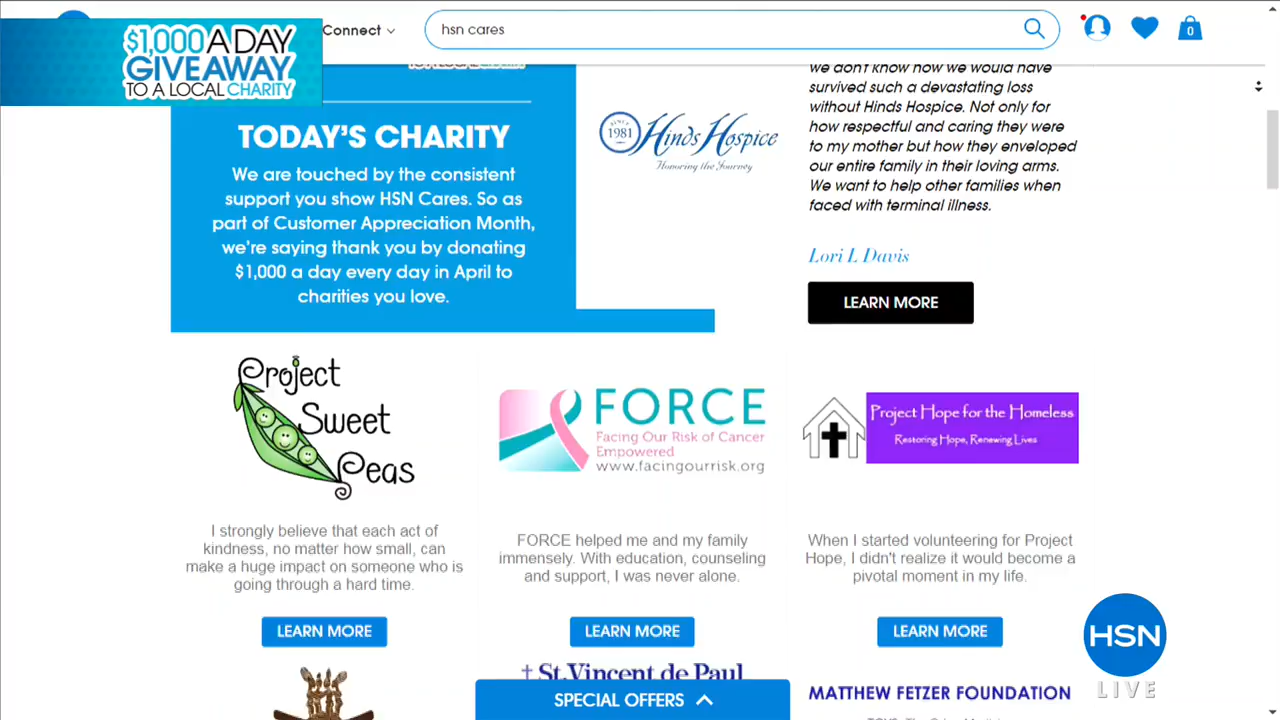 $1,000 A DAY
GIVEAWAY
TO A LOCAL CHARITY
Connect
hsn cares
0
TODAY'S CHARITY
We are touched by the consistent
support you show HSN Cares. So as
part of Customer Appreciation Month,
we're saying thank you by donating
$1,000 a day every day in April to
charities you love.
SINCE
1981
Hinds Hospice
Honoring the Journey
we don't know how we would have
survived such a devastating loss
without Hinds Hospice. Not only for
how respectful and caring they were
to my mother but how they enveloped
our entire family in their loving arms.
We want to help other families when
faced with terminal illness.
Lori L Davis
LEARN MORE
Project
Sweet
Peas
I strongly believe that each act of
kindness, no matter how small, can
make a huge impact on someone who is
going through a hard time.
LEARN MORE
FORCE
Facing Our Risk of Cancer
Empowered
www.facingourrisk.org
FORCE helped me and my family
immensely. With education, counseling
and support, I was never alone.
LEARN MORE
Project Hope for the Homeless
Restoring Hope, Renewing Lives
When I started volunteering for Project
Hope, I didn't realize it would become a
pivotal moment in my life.
LEARN MORE
HSN
LIVE
St. Vincent de Paul
SPECIAL OFFERS
MATTHEW FETZER FOUNDATION